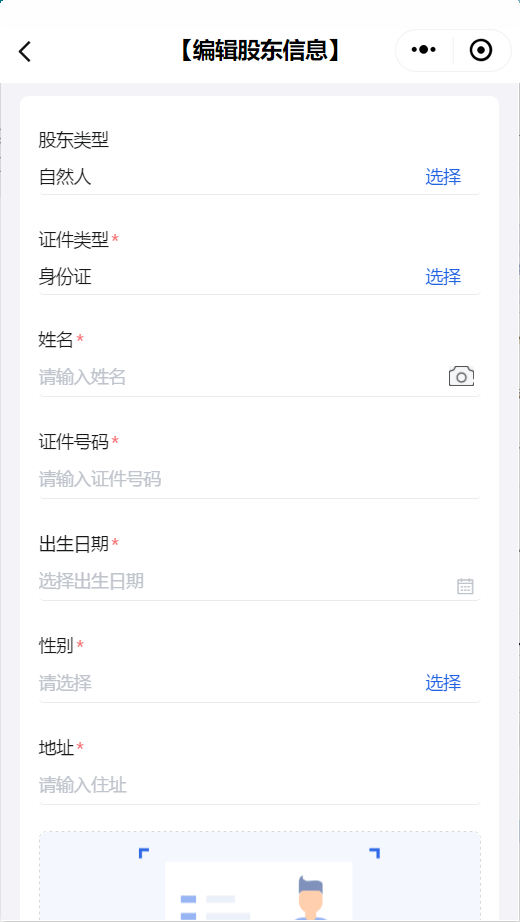 【编辑股东信息】
股东类型
自然人 选择
证件类型*
身份证 选择
姓名*
请输入姓名
证件号码*
请输入证件号码
出生日期*
选择出生日期
性别*
请选择 选择
地址*
请输入住址